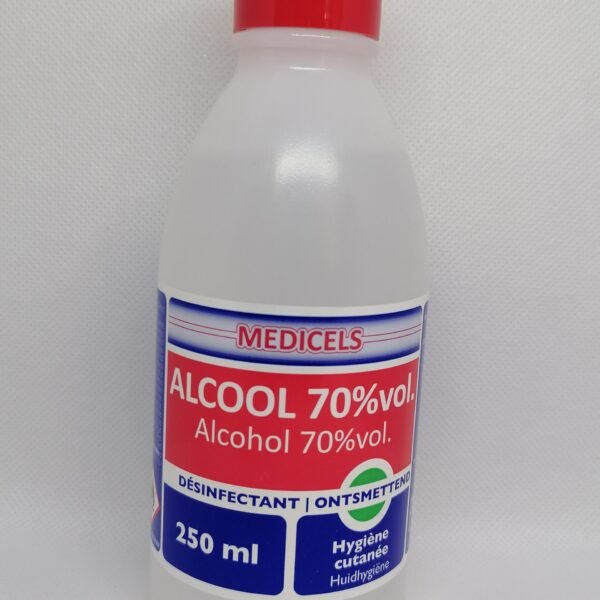 MEDICELS
ALCOOL 70%vol.
Alcohol 70%vol.
DÉSINFECTANT | ONTSMETTEND
250 ml
Hygiène
cutanée
Huidhygiëne